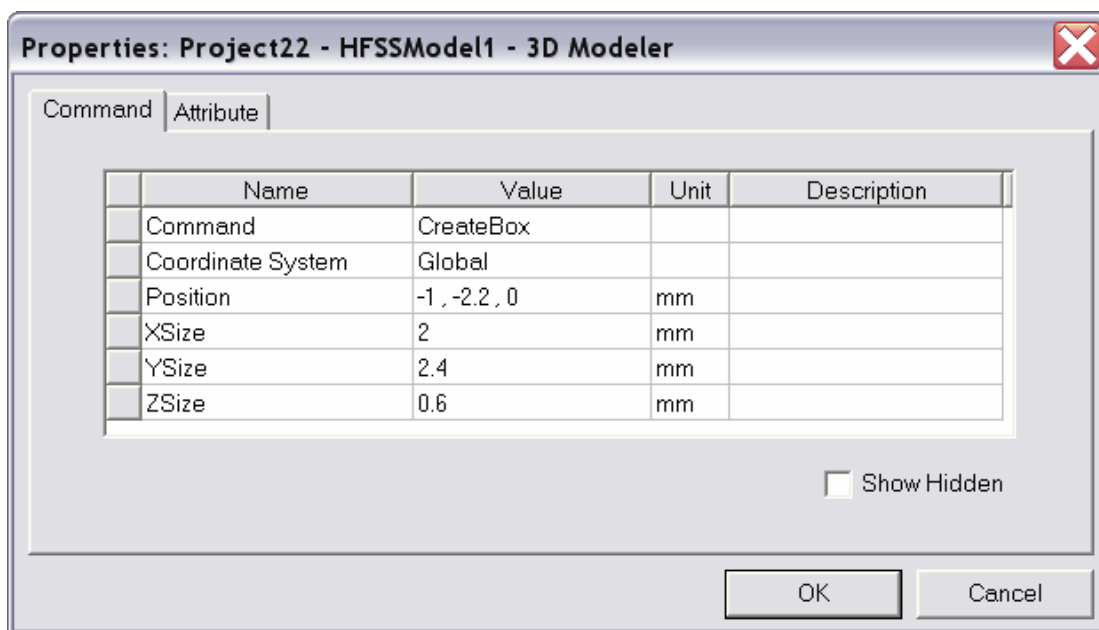 Properties: Project22 - HFSSModel1 - 3D Modeler
Command Attribute
Name Value Unit Description
Command CreateBox
Coordinate System Global
Position -1 , -2.2 , 0 mm
XSize 2 mm
YSize 2.4 mm
ZSize 0.6 mm
Show Hidden
OK Cancel